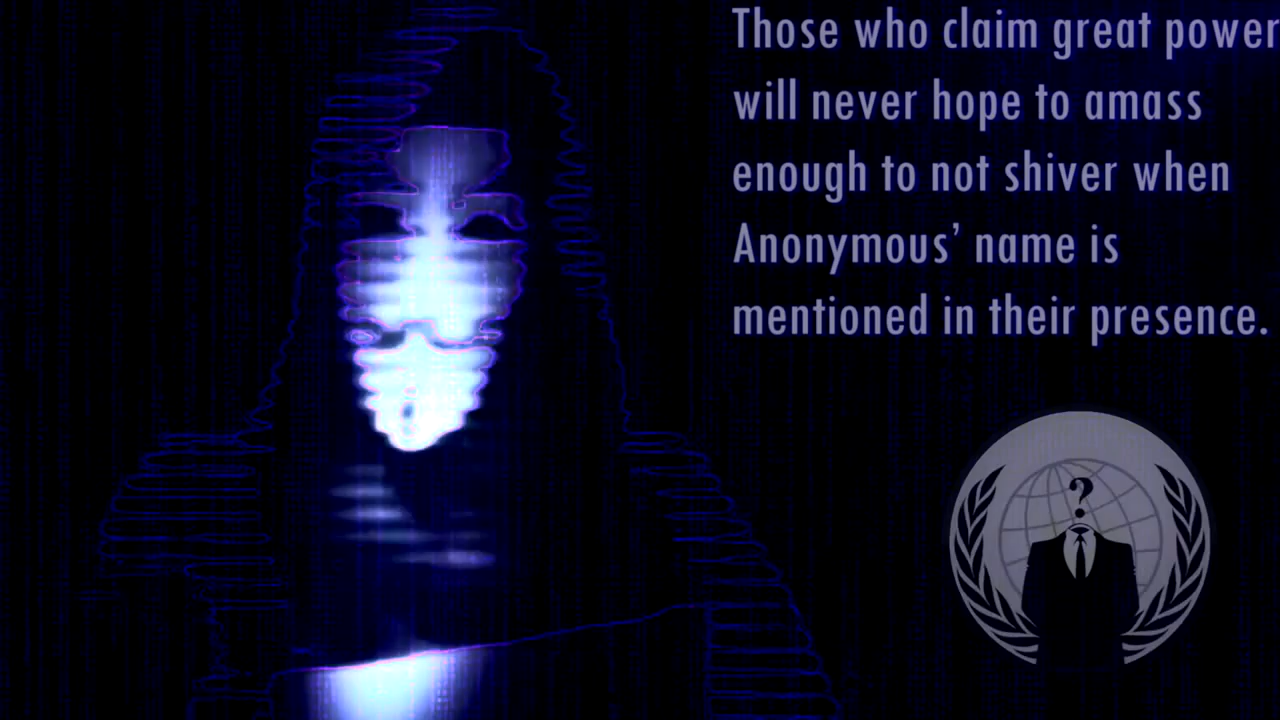 Those who claim great power
will never hope to amass
enough to not shiver when
Anonymous’ name is
mentioned in their presence.
?